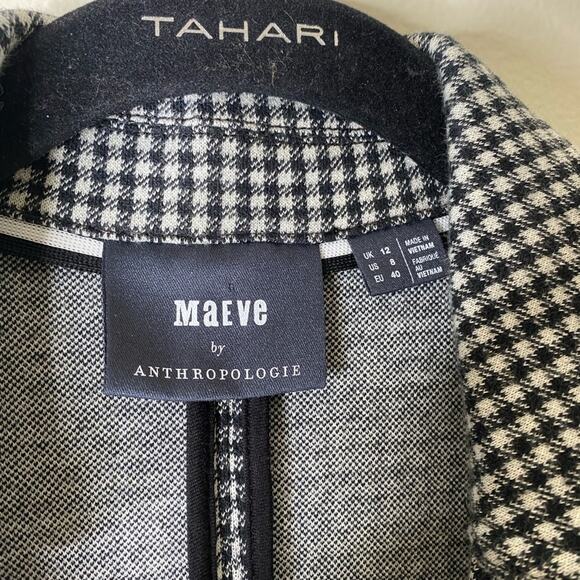 TAHARI
MaEve
by
ANTHROPOLOGIE
UK 12
US 8
EU 40
MADE IN
VIETNAM
FABRIQUÉ
AU
VIETNAM